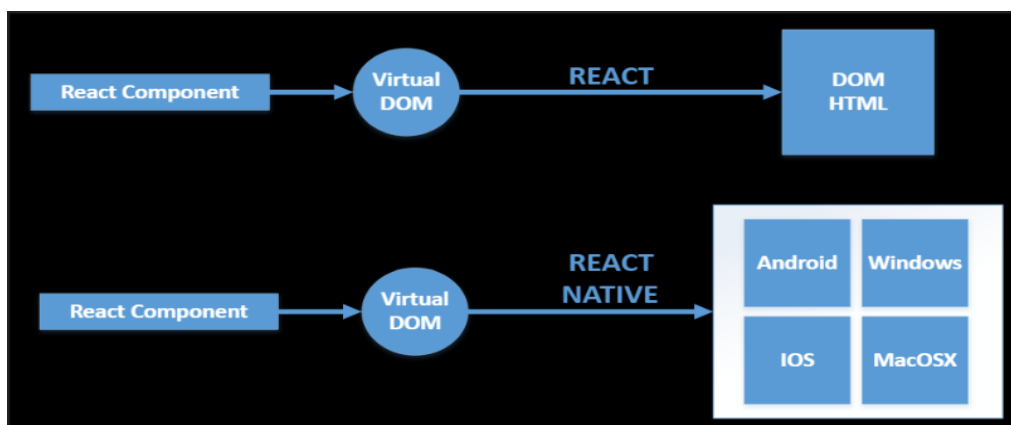 React Component
Virtual
DOM
REACT
DOM
HTML
React Component
Virtual
DOM
REACT
NATIVE
Android
Windows
IOS
MacOSX